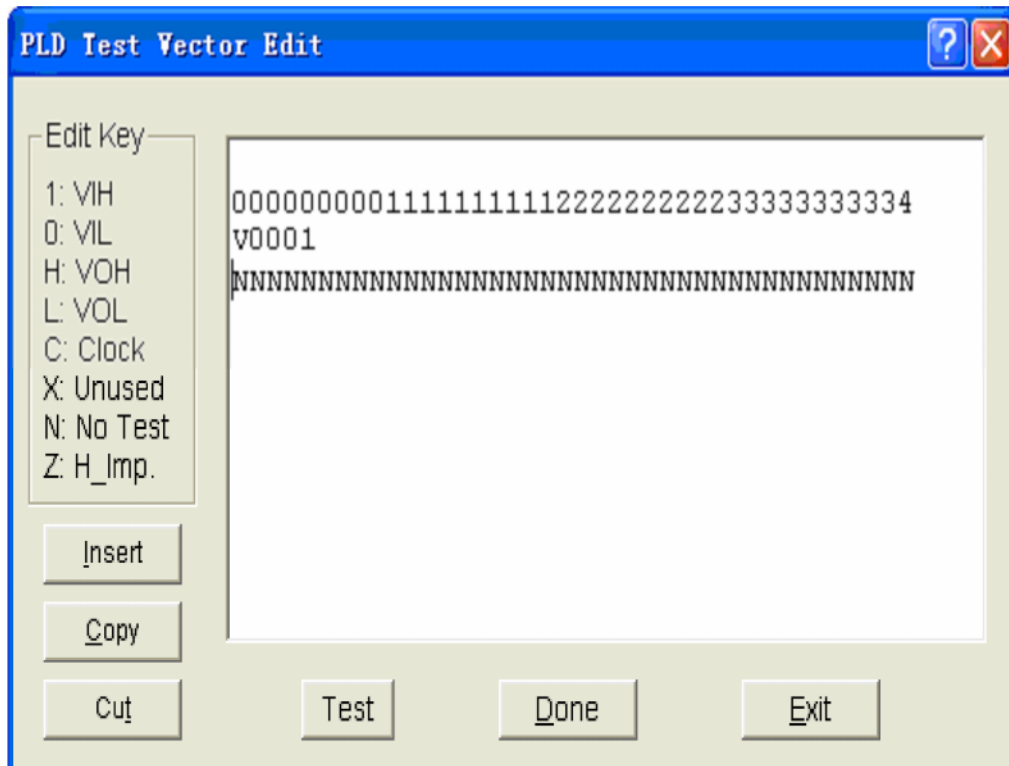 PLD Test Vector Edit
Edit Key
1: VIH
0: VIL
H: VOH
L: VOL
C: Clock
X: Unused
N: No Test
Z: H_Imp.
0000000001111111111222222222233333333334
V0001
NNNNNNNNNNNNNNNNNNNNNNNNNNNNNNNNNNNNNNNN
Insert
Copy
Cut
Test
Done
Exit